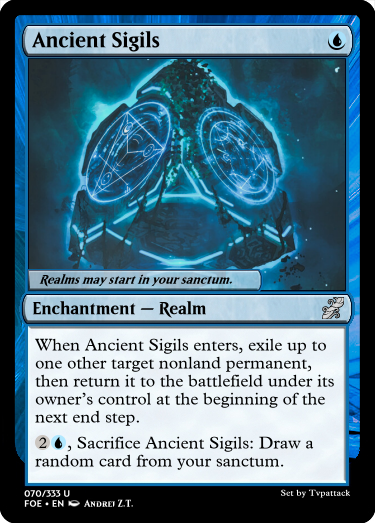 Ancient Sigils
Realms may start in your sanctum.
Enchantment — Realm
When Ancient Sigils enters, exile up to
one other target nonland permanent,
then return it to the battlefield under its
owner's control at the beginning of the
next end step.
2, Sacrifice Ancient Sigils: Draw a
random card from your sanctum.
070/333 U
FOE • EN Andrei Z.T.
Set by Tvpattack